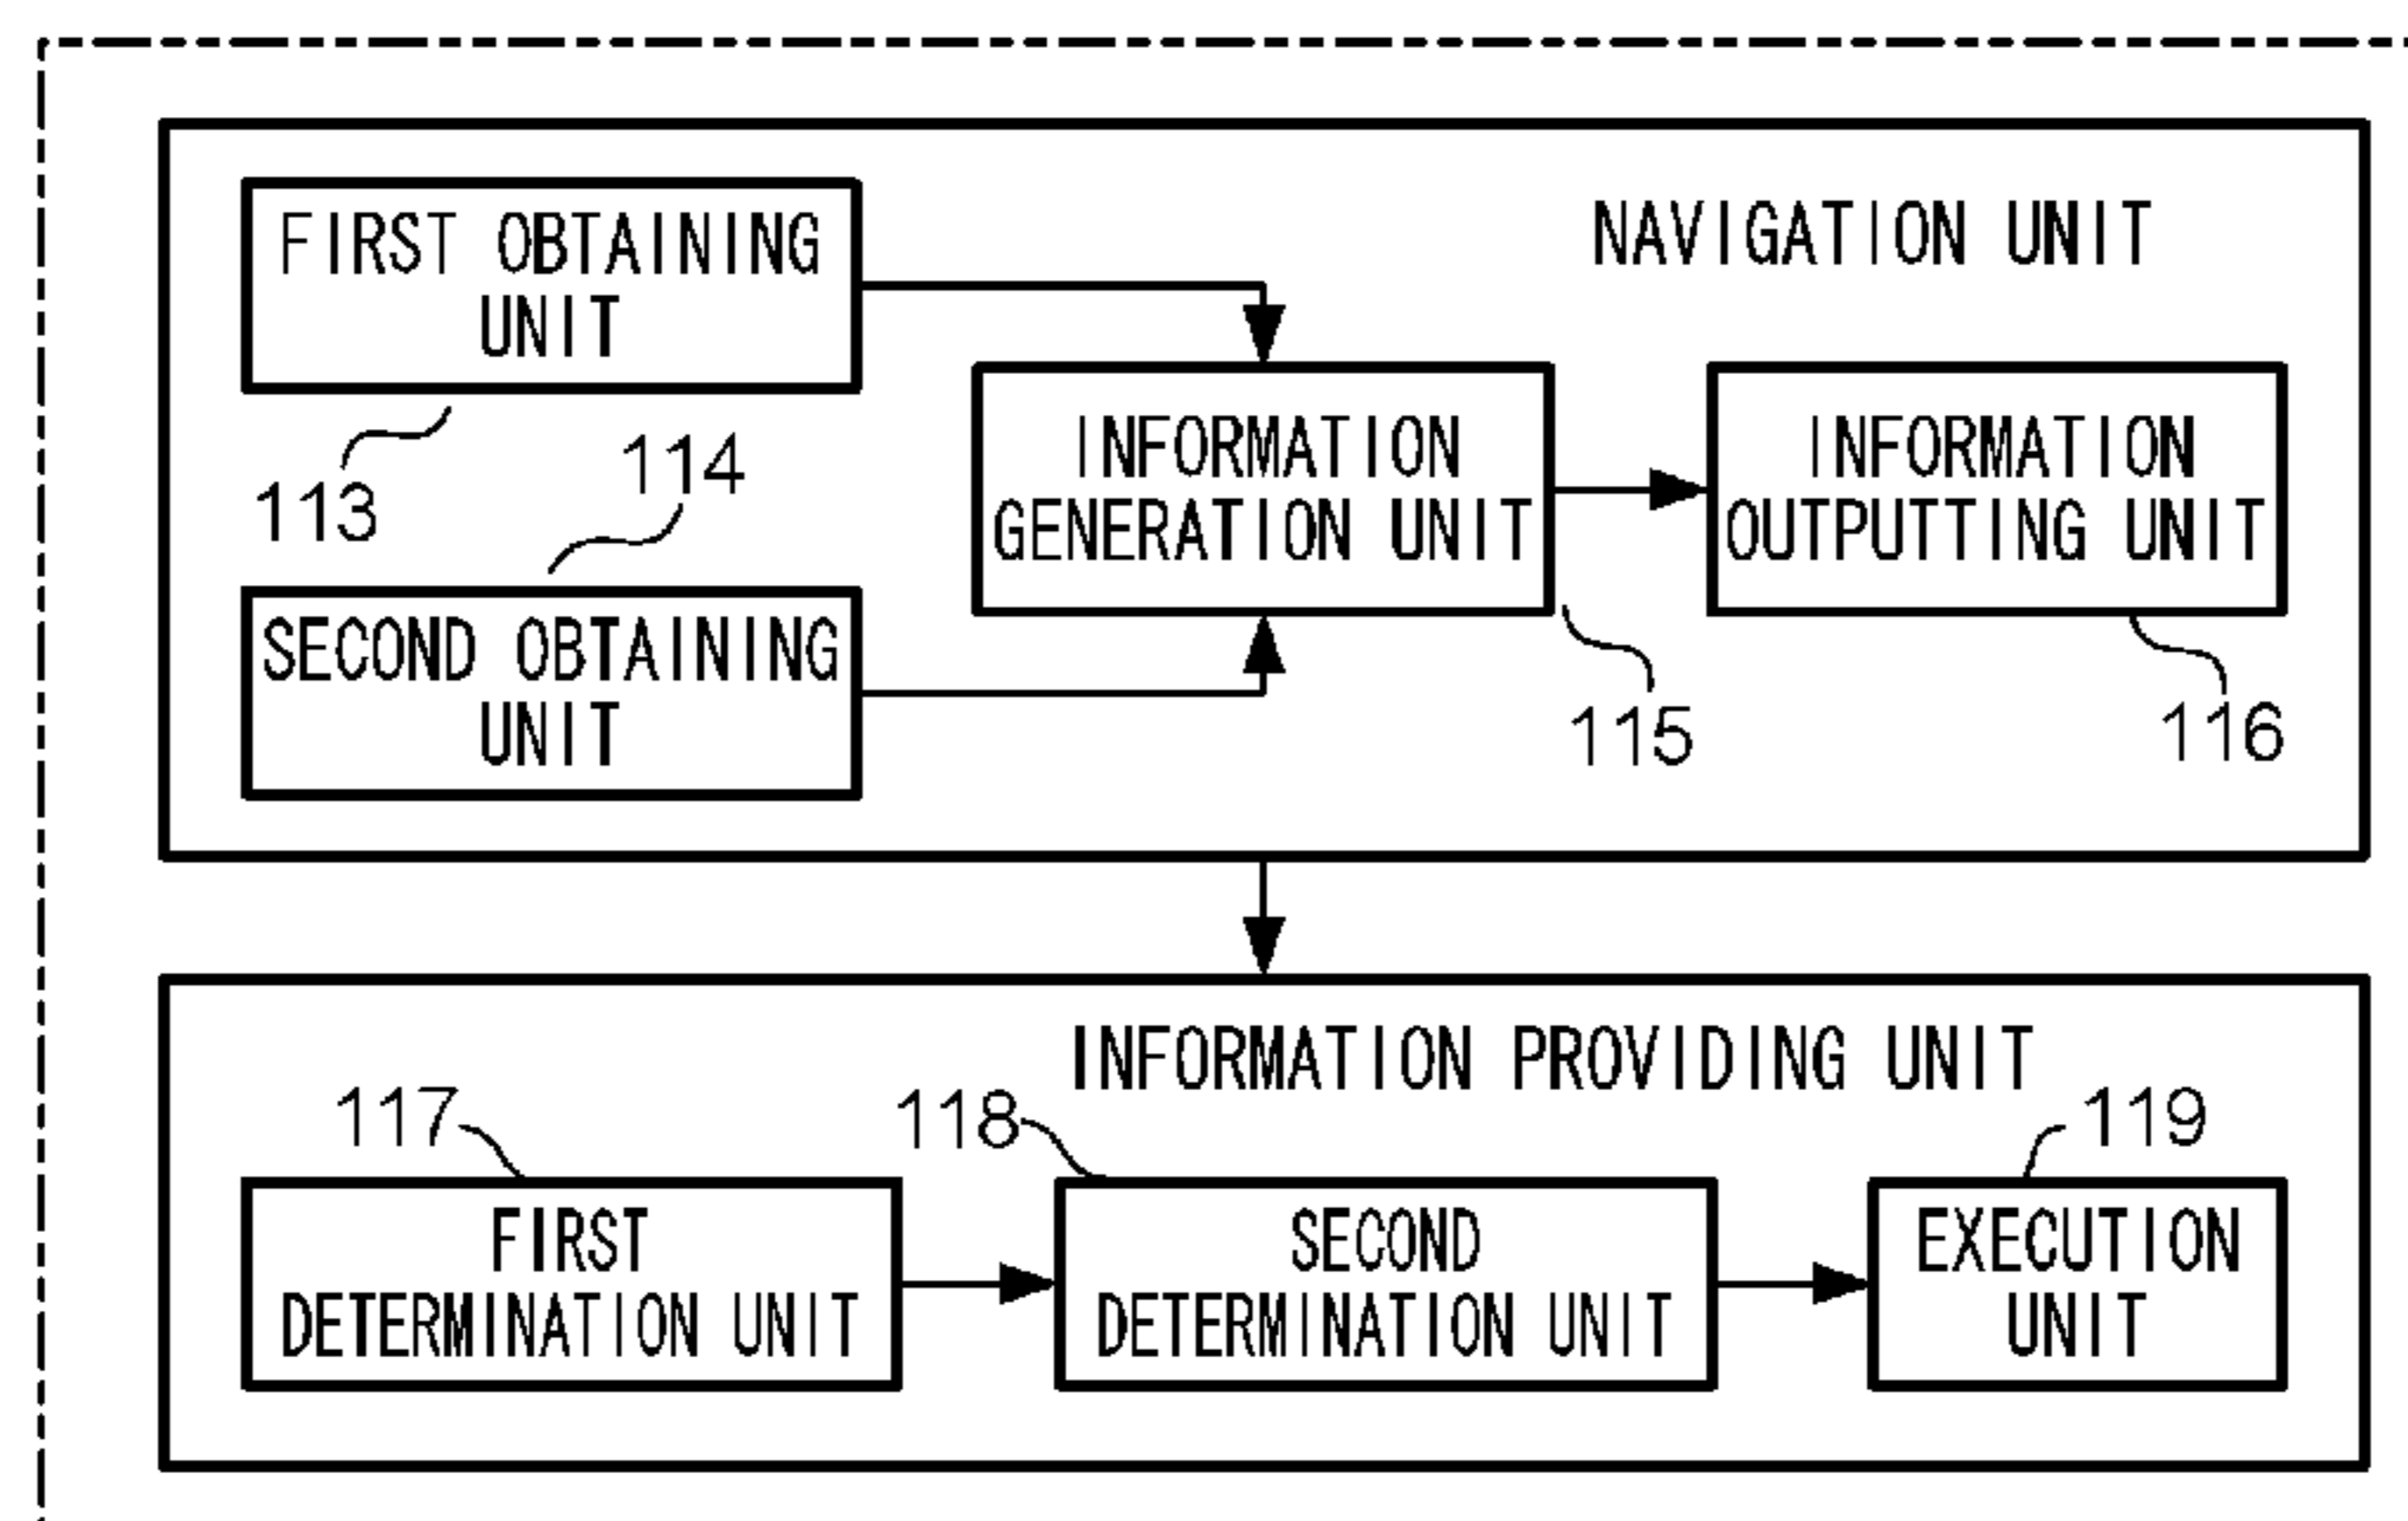 NAVIGATION UNIT
FIRST OBTAINING
UNIT
113
114
SECOND OBTAINING
UNIT
INFORMATION
GENERATION UNIT
115
INFORMATION
OUTPUTTING UNIT
116
INFORMATION PROVIDING UNIT
117
FIRST
DETERMINATION UNIT
118
SECOND
DETERMINATION UNIT
119
EXECUTION
UNIT